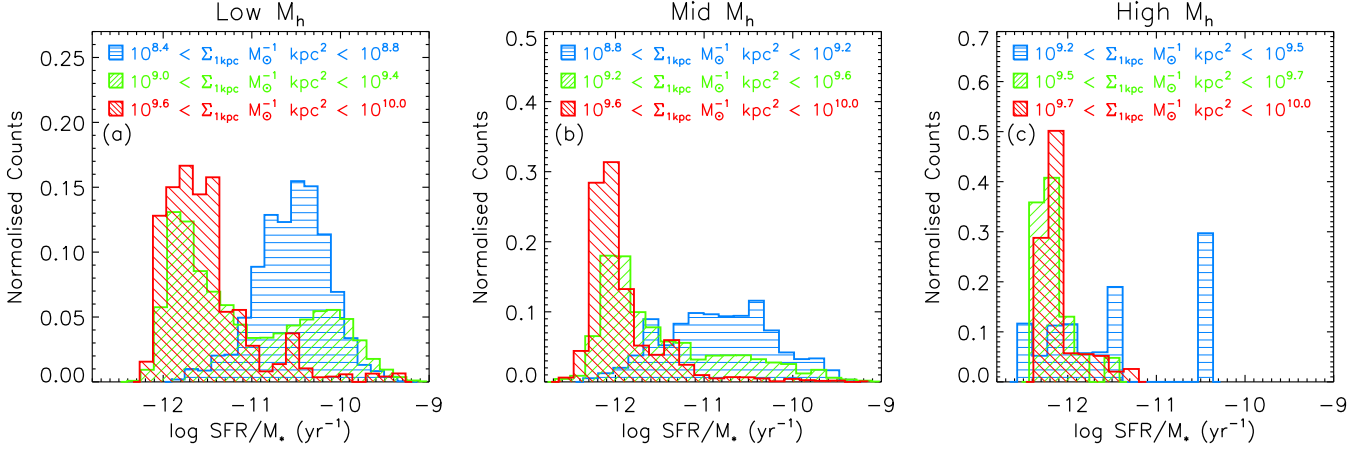 Low M_h
0.25
0.20
0.15
0.10
0.05
0.00
Normalised Counts
10^8.4 < Σ_1kpc M_⊙^−1 kpc^2 < 10^8.8
10^9.0 < Σ_1kpc M_⊙^−1 kpc^2 < 10^9.4
10^9.6 < Σ_1kpc M_⊙^−1 kpc^2 < 10^10.0
(a)
−12 −11 −10 −9
log SFR/M_* (yr^−1)
Mid M_h
0.5
0.4
0.3
0.2
0.1
0.0
Normalised Counts
10^8.8 < Σ_1kpc M_⊙^−1 kpc^2 < 10^9.2
10^9.2 < Σ_1kpc M_⊙^−1 kpc^2 < 10^9.6
10^9.6 < Σ_1kpc M_⊙^−1 kpc^2 < 10^10.0
(b)
−12 −11 −10 −9
log SFR/M_* (yr^−1)
High M_h
0.7
0.6
0.5
0.4
0.3
0.2
0.1
0.0
Normalised Counts
10^9.2 < Σ_1kpc M_⊙^−1 kpc^2 < 10^9.5
10^9.5 < Σ_1kpc M_⊙^−1 kpc^2 < 10^9.7
10^9.7 < Σ_1kpc M_⊙^−1 kpc^2 < 10^10.0
(c)
−12 −11 −10 −9
log SFR/M_* (yr^−1)